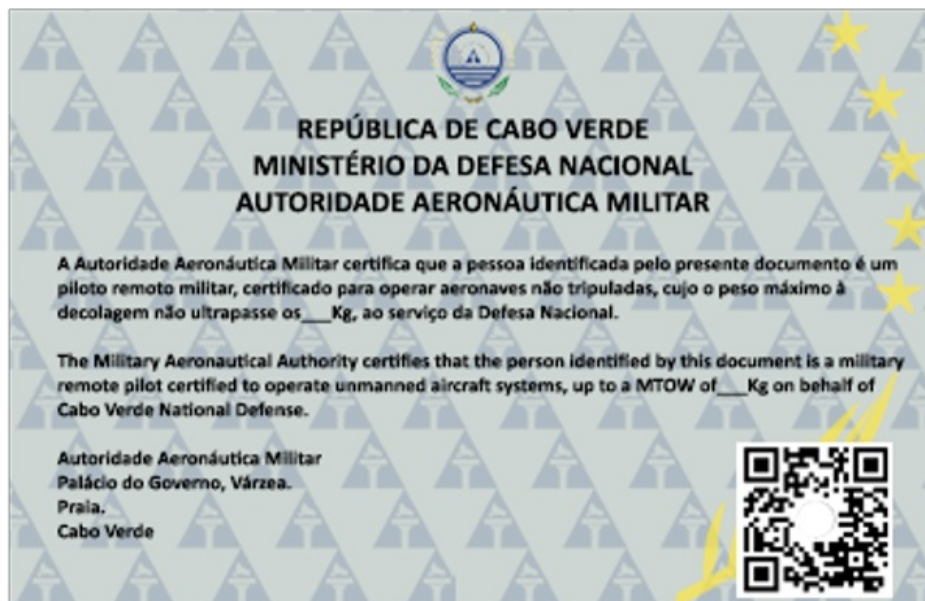 REPÚBLICA DE CABO VERDE
MINISTÉRIO DA DEFESA NACIONAL
AUTORIDADE AERONÁUTICA MILITAR
A Autoridade Aeronáutica Militar certifica que a pessoa identificada pelo presente documento é um
piloto remoto militar, certificado para operar aeronaves não tripuladas, cujo o peso máximo à
decolagem não ultrapasse os___Kg, ao serviço da Defesa Nacional.
The Military Aeronautical Authority certifies that the person identified by this document is a military
remote pilot certified to operate unmanned aircraft systems, up to a MTOW of___Kg on behalf of
Cabo Verde National Defense.
Autoridade Aeronáutica Militar
Palácio do Governo, Várzea.
Praia.
Cabo Verde